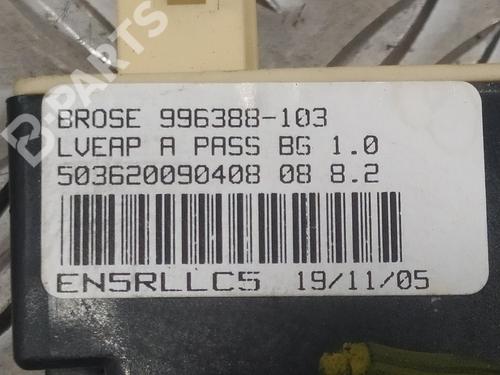 B-PARTS
BROSE 996388-103
LVEAP A PASS BG 1.0
503620090408 08 8.2
EN5RLLC5 19/11/05